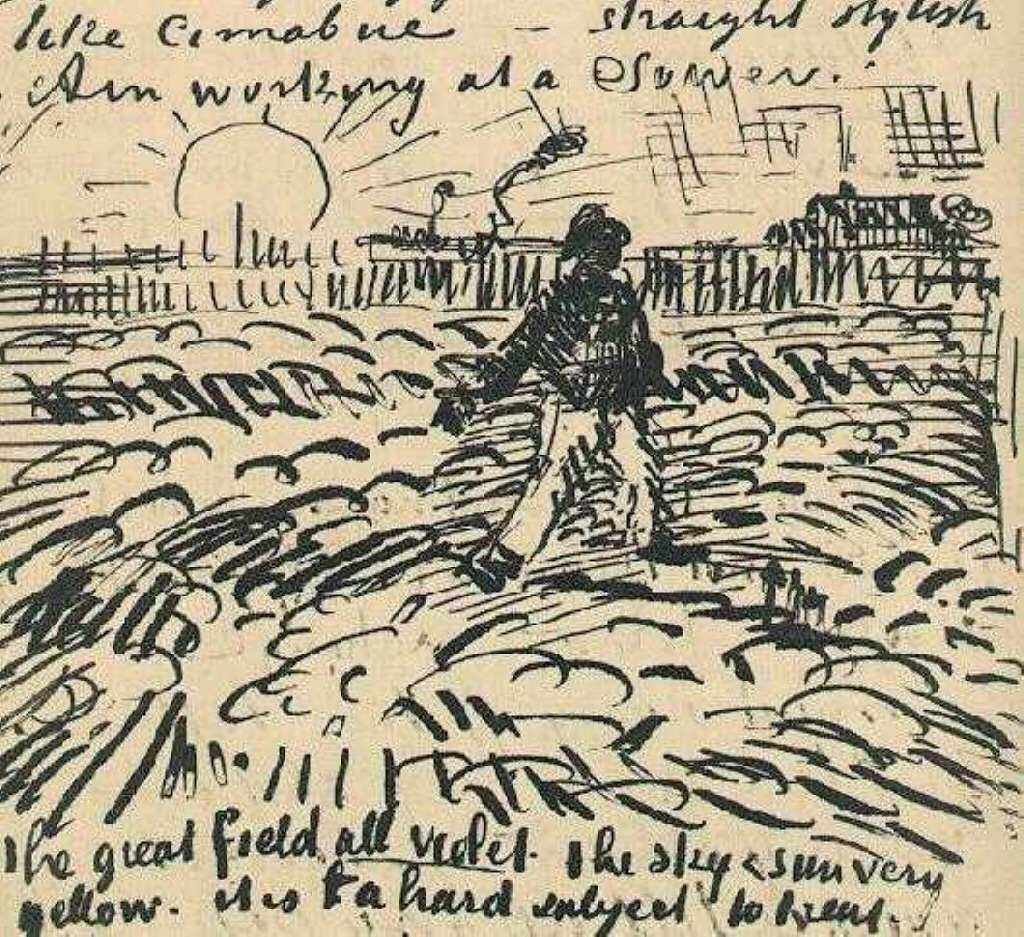 like Cimabue — straight stylish
Am working at a Sower.
The great field all violet. the sky & sun very
yellow. it is a hard subject to treat.